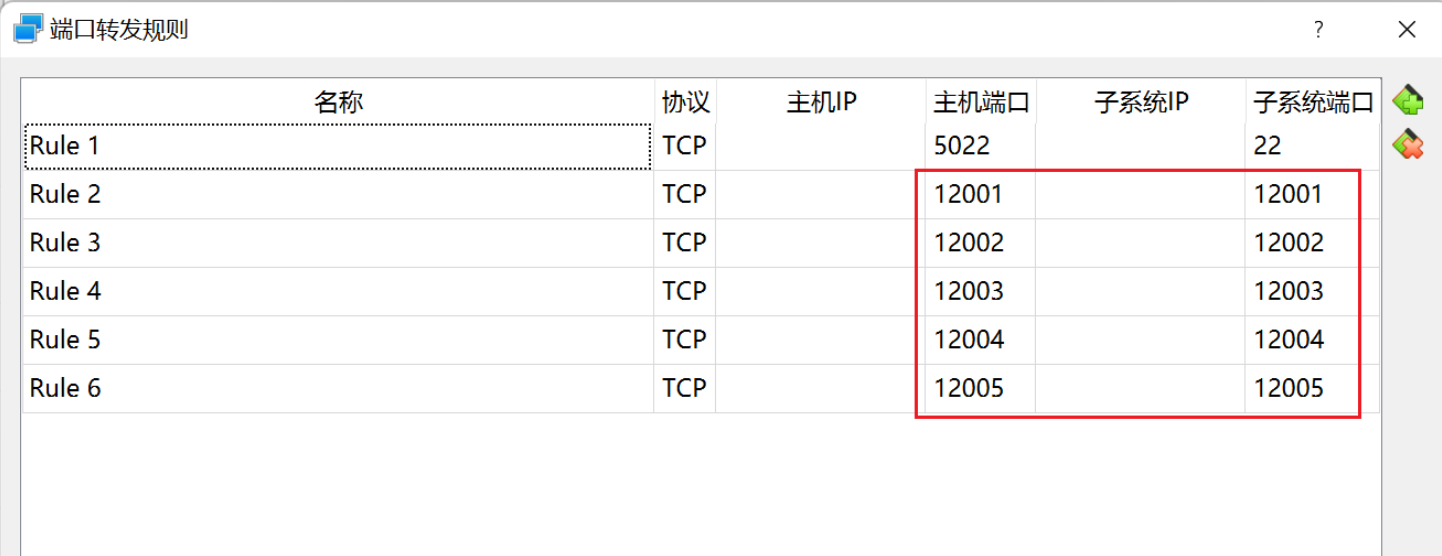 端口转发规则 ?
名称 协议 主机IP 主机端口 子系统IP 子系统端口
Rule 1 TCP 5022 22
Rule 2 TCP 12001 12001
Rule 3 TCP 12002 12002
Rule 4 TCP 12003 12003
Rule 5 TCP 12004 12004
Rule 6 TCP 12005 12005